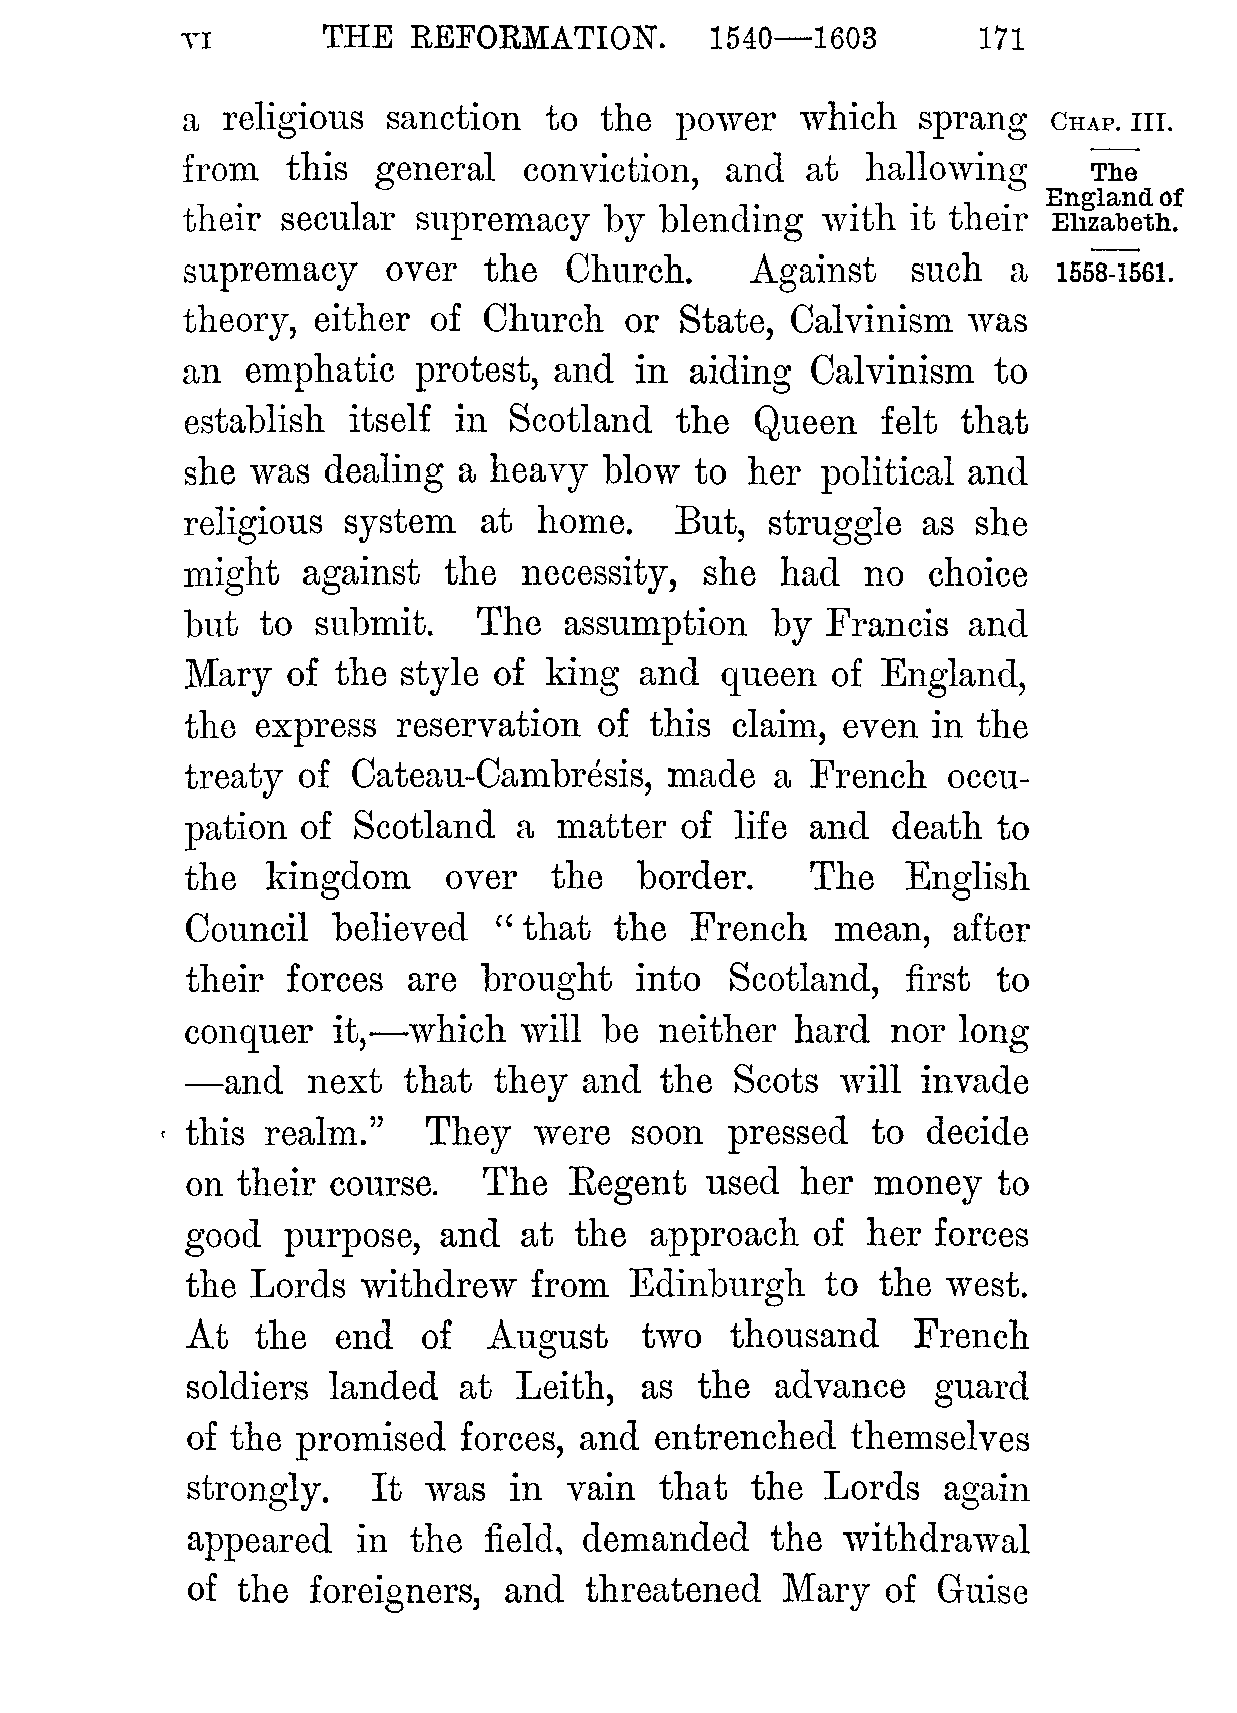 VI THE REFORMATION. 1540—1603 171
a religious sanction to the power which sprang
from this general conviction, and at hallowing
their secular supremacy by blending with it their
supremacy over the Church. Against such a
theory, either of Church or State, Calvinism was
an emphatic protest, and in aiding Calvinism to
establish itself in Scotland the Queen felt that
she was dealing a heavy blow to her political and
religious system at home. But, struggle as she
might against the necessity, she had no choice
but to submit. The assumption by Francis and
Mary of the style of king and queen of England,
the express reservation of this claim, even in the
treaty of Cateau-Cambrésis, made a French occu-
pation of Scotland a matter of life and death to
the kingdom over the border. The English
Council believed “that the French mean, after
their forces are brought into Scotland, first to
conquer it,—which will be neither hard nor long
—and next that they and the Scots will invade
this realm.” They were soon pressed to decide
on their course. The Regent used her money to
good purpose, and at the approach of her forces
the Lords withdrew from Edinburgh to the west.
At the end of August two thousand French
soldiers landed at Leith, as the advance guard
of the promised forces, and entrenched themselves
strongly. It was in vain that the Lords again
appeared in the field, demanded the withdrawal
of the foreigners, and threatened Mary of Guise
CHAP. III.
The
England of
Elizabeth.
1558-1561.